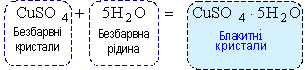 CuSO₄ + 5H₂O = CuSO₄ · 5H₂O
Безбарвні кристали
Безбарвна рідина
Блакитні кристали